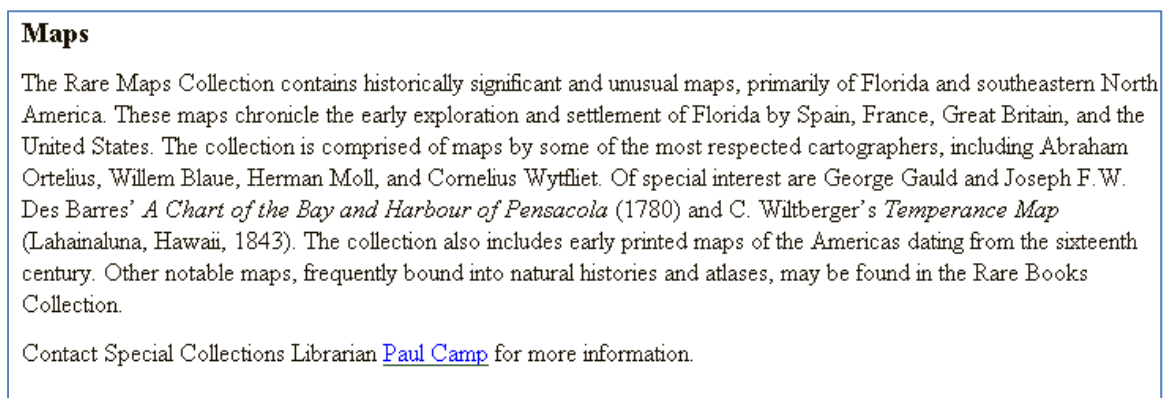 Maps
The Rare Maps Collection contains historically significant and unusual maps, primarily of Florida and southeastern North
America. These maps chronicle the early exploration and settlement of Florida by Spain, France, Great Britain, and the
United States. The collection is comprised of maps by some of the most respected cartographers, including Abraham
Ortelius, Willem Blaue, Herman Moll, and Cornelius Wytfliet. Of special interest are George Gauld and Joseph F.W.
Des Barres’ A Chart of the Bay and Harbour of Pensacola (1780) and C. Wiltberger’s Temperance Map
(Lahainaluna, Hawaii, 1843). The collection also includes early printed maps of the Americas dating from the sixteenth
century. Other notable maps, frequently bound into natural histories and atlases, may be found in the Rare Books
Collection.
Contact Special Collections Librarian Paul Camp for more information.